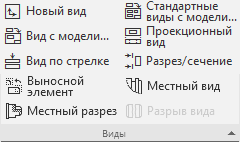 Новый вид
Стандартные
виды с модели...
Вид с модели...
Проекционный
вид
Вид по стрелке
Разрез/сечение
Выносной
элемент
Местный вид
Местный разрез
Разрыв вида
Виды